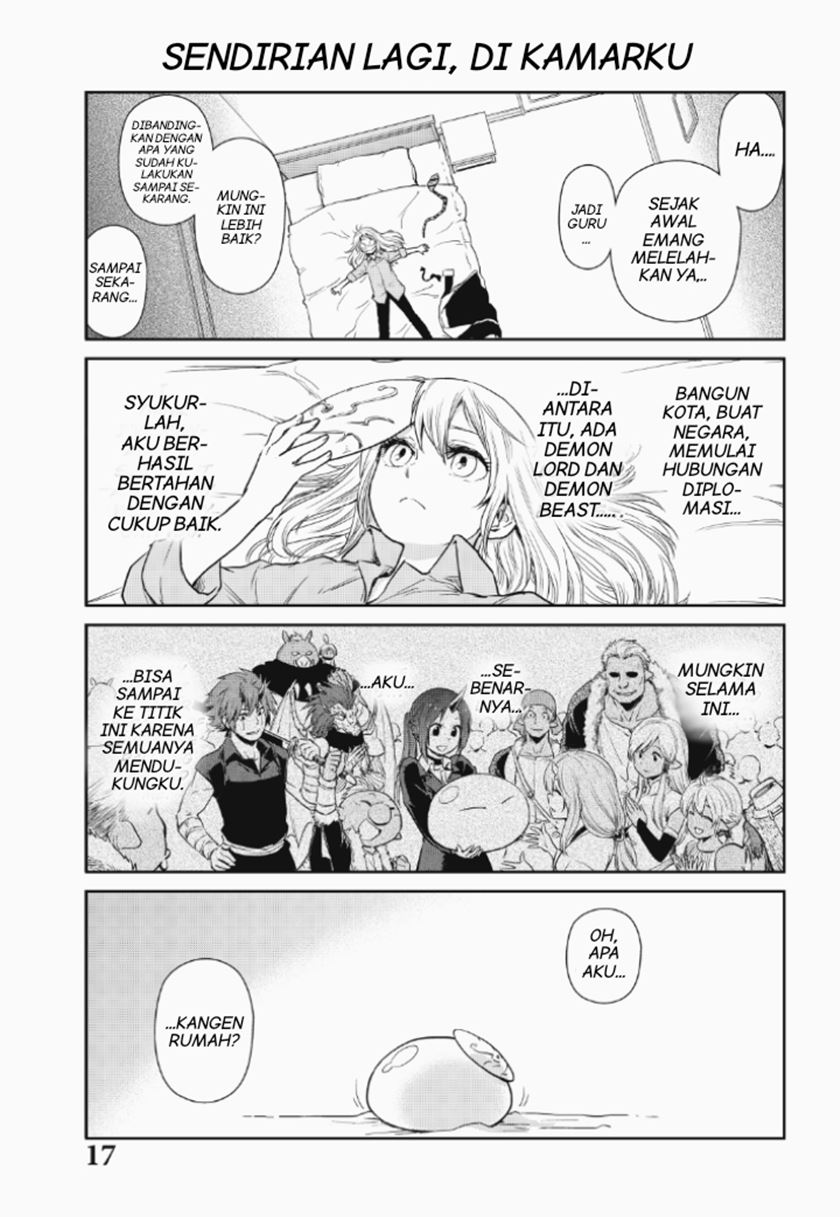 SENDIRIAN LAGI, DI KAMARKU
HA....
SEJAK
AWAL
EMANG
MELELAH-
KAN YA,..
JADI
GURU
...
MUNG-
KIN INI
LEBIH
BAIK?
DIBANDING-
KAN DENGAN
APA YANG
SUDAH KU-
LAKUKAN
SAMPAI SE-
KARANG.
SAMPAI
SEKA-
RANG...
BANGUN
KOTA, BUAT
NEGARA,
MEMULAI
HUBUNGAN
DIPLO-
MASI...
...DI-
ANTARA
ITU, ADA
DEMON
LORD DAN
DEMON
BEAST.....
SYUKUR-
LAH,
AKU BER-
HASIL
BERTAHAN
DENGAN
CUKUP BAIK.
MUNGKIN
SELAMA
INI...
...SE-
BENAR-
NYA...
...AKU...
...BISA
SAMPAI
KE TITIK
INI KARENA
SEMUANYA
MENDU-
KUNGKU.
OH,
APA
AKU...
...KANGEN
RUMAH?
17